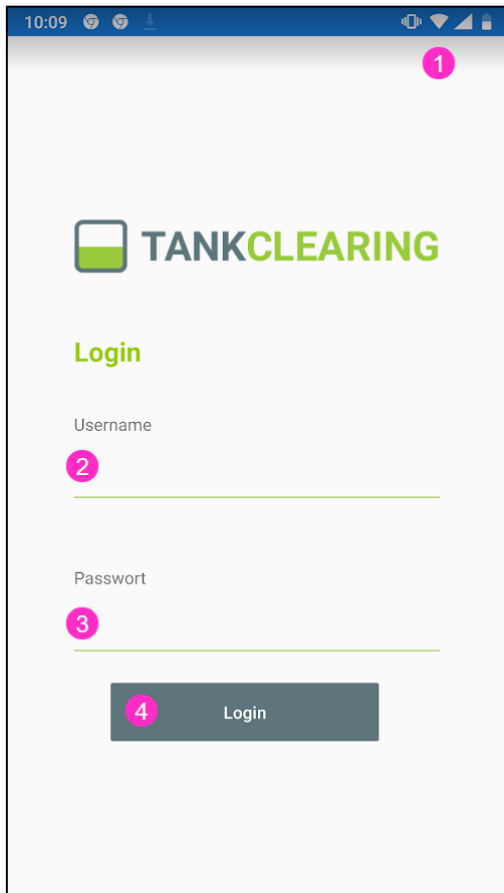 10:09
1
TANKCLEARING
Login
Username
2
Passwort
3
4 Login